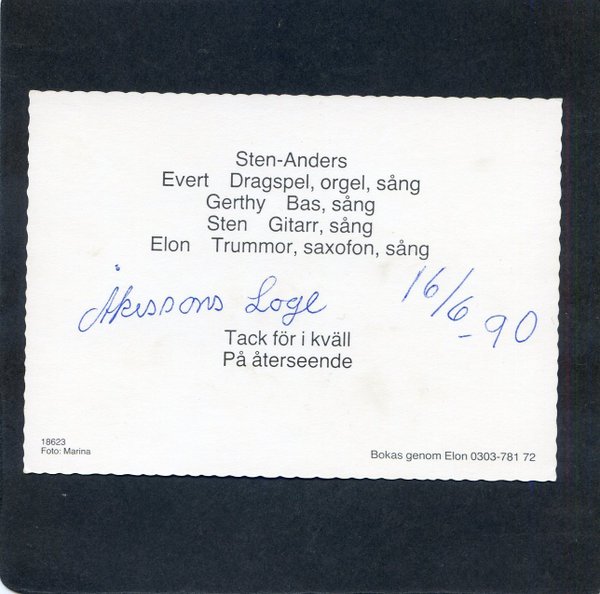 Sten-Anders
Evert Dragspel, orgel, sång
Gerthy Bas, sång
Sten Gitarr, sång
Elon Trummor, saxofon, sång
Åkessons Loge 16/6-90
Tack för i kväll
På återseende
18623
Foto: Marina
Bokas genom Elon 0303-781 72